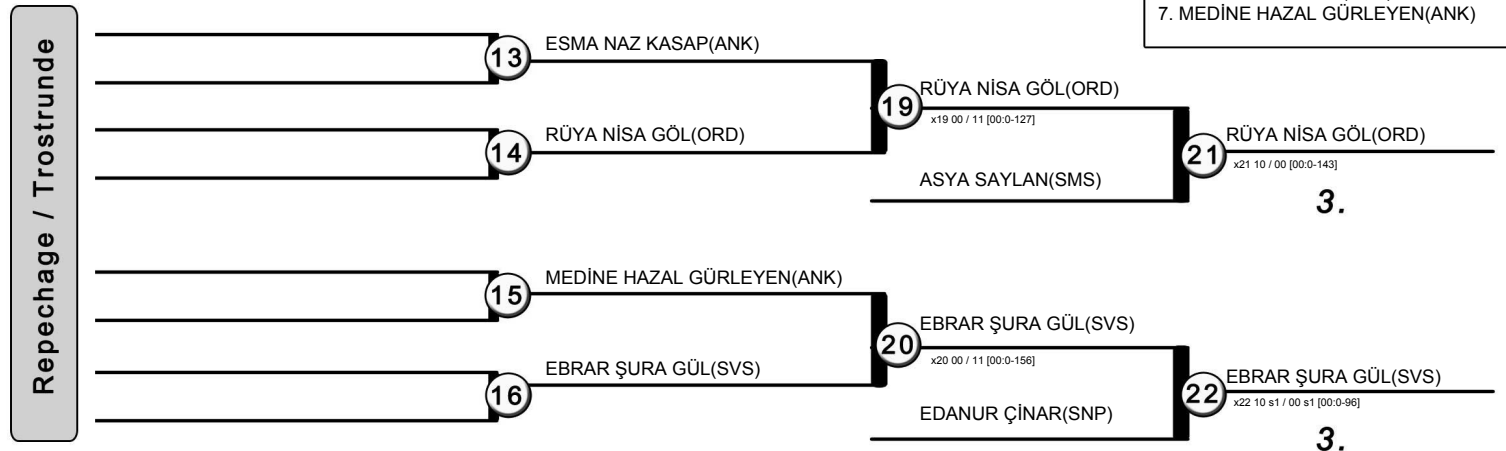 7. MEDİNE HAZAL GÜRLEYEN(ANK)
Repechage / Trostrunde
13
ESMA NAZ KASAP(ANK)
19
RÜYA NİSA GÖL(ORD)
x19 00 / 11 [00:0-127]
14
RÜYA NİSA GÖL(ORD)
21
RÜYA NİSA GÖL(ORD)
x21 10 / 00 [00:0-143]
ASYA SAYLAN(SMS)
3.
15
MEDİNE HAZAL GÜRLEYEN(ANK)
20
EBRAR ŞURA GÜL(SVS)
x20 00 / 11 [00:0-156]
16
EBRAR ŞURA GÜL(SVS)
22
EBRAR ŞURA GÜL(SVS)
x22 10 s1 / 00 s1 [00:0-96]
EDANUR ÇİNAR(SNP)
3.